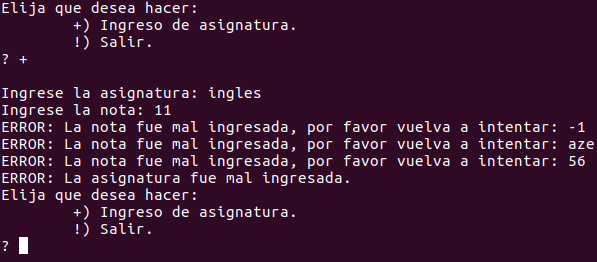 Elija que desea hacer:
+) Ingreso de asignatura.
!) Salir.
? +
Ingrese la asignatura: ingles
Ingrese la nota: 11
ERROR: La nota fue mal ingresada, por favor vuelva a intentar: -1
ERROR: La nota fue mal ingresada, por favor vuelva a intentar: aze
ERROR: La nota fue mal ingresada, por favor vuelva a intentar: 56
ERROR: La asignatura fue mal ingresada.
Elija que desea hacer:
+) Ingreso de asignatura.
!) Salir.
?